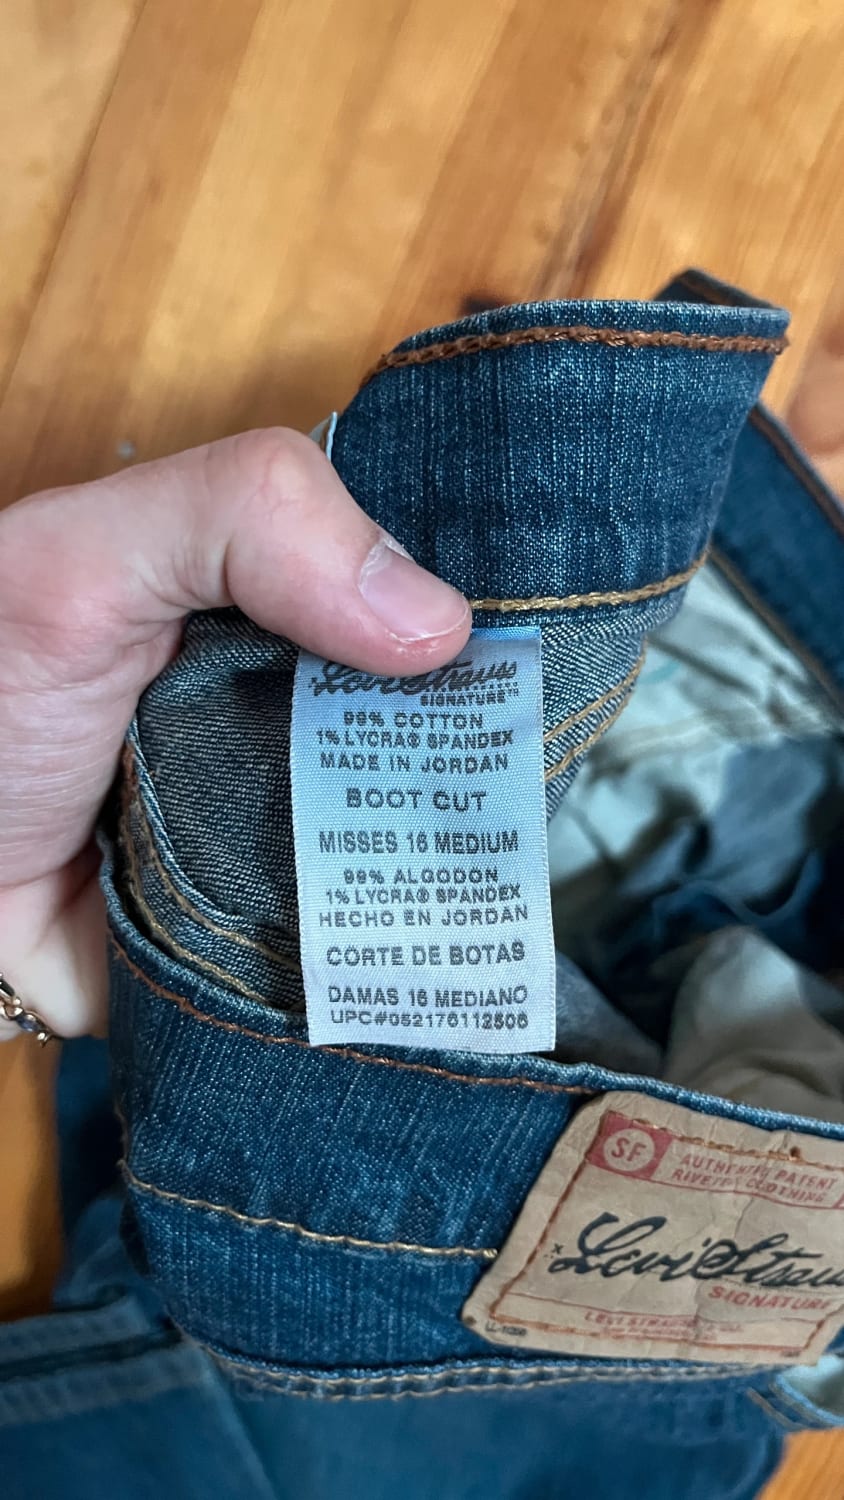 Levi Strauss
SIGNATURE™
99% COTTON
1% LYCRA® SPANDEX
MADE IN JORDAN
BOOT CUT
MISSES 16 MEDIUM
99% ALGODON
1% LYCRA® SPANDEX
HECHO EN JORDAN
CORTE DE BOTAS
DAMAS 16 MEDIANO
UPC#052176112506
SF
AUTHENTIC PATENT
RIVETED CLOTHING
Levi Strauss
SIGNATURE
LEVI STRAUSS